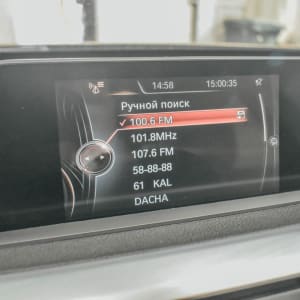 14:58 15:00:35
Ручной поиск
✓ 100.6 FM
101.8MHz
107.6 FM
58-88-88
61 KAL
DACHA